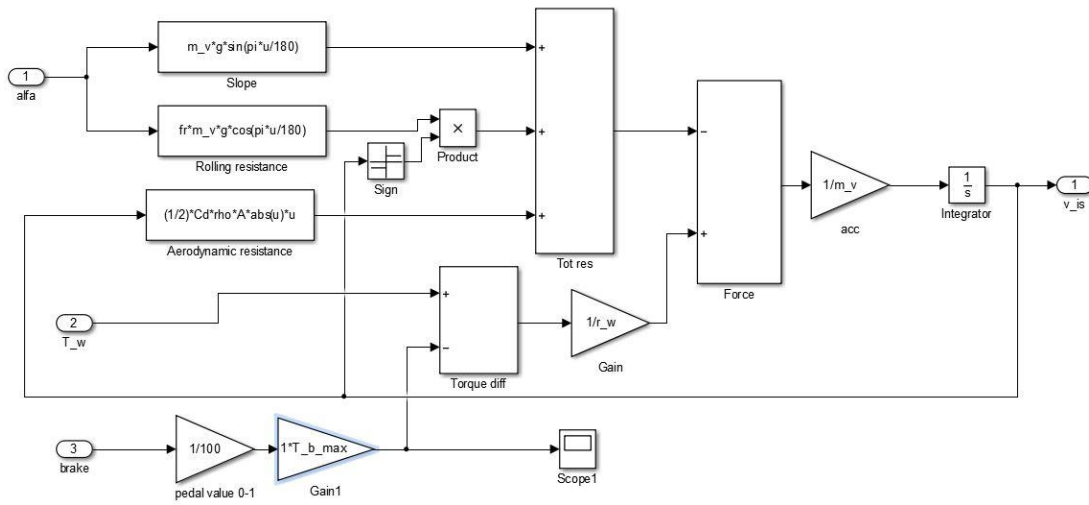 1
alfa
m_v*g*sin(pi*u/180)
Slope
fr*m_v*g*cos(pi*u/180)
Rolling resistance
Sign
×
Product
(1/2)*Cd*rho*A*abs(u)*u
Aerodynamic resistance
+
+
+
Tot res
2
T_w
+
−
Torque diff
1/r_w
Gain
−
+
Force
1/m_v
acc
1
s
Integrator
1
v_is
3
brake
1/100
pedal value 0-1
1*T_b_max
Gain1
Scope1